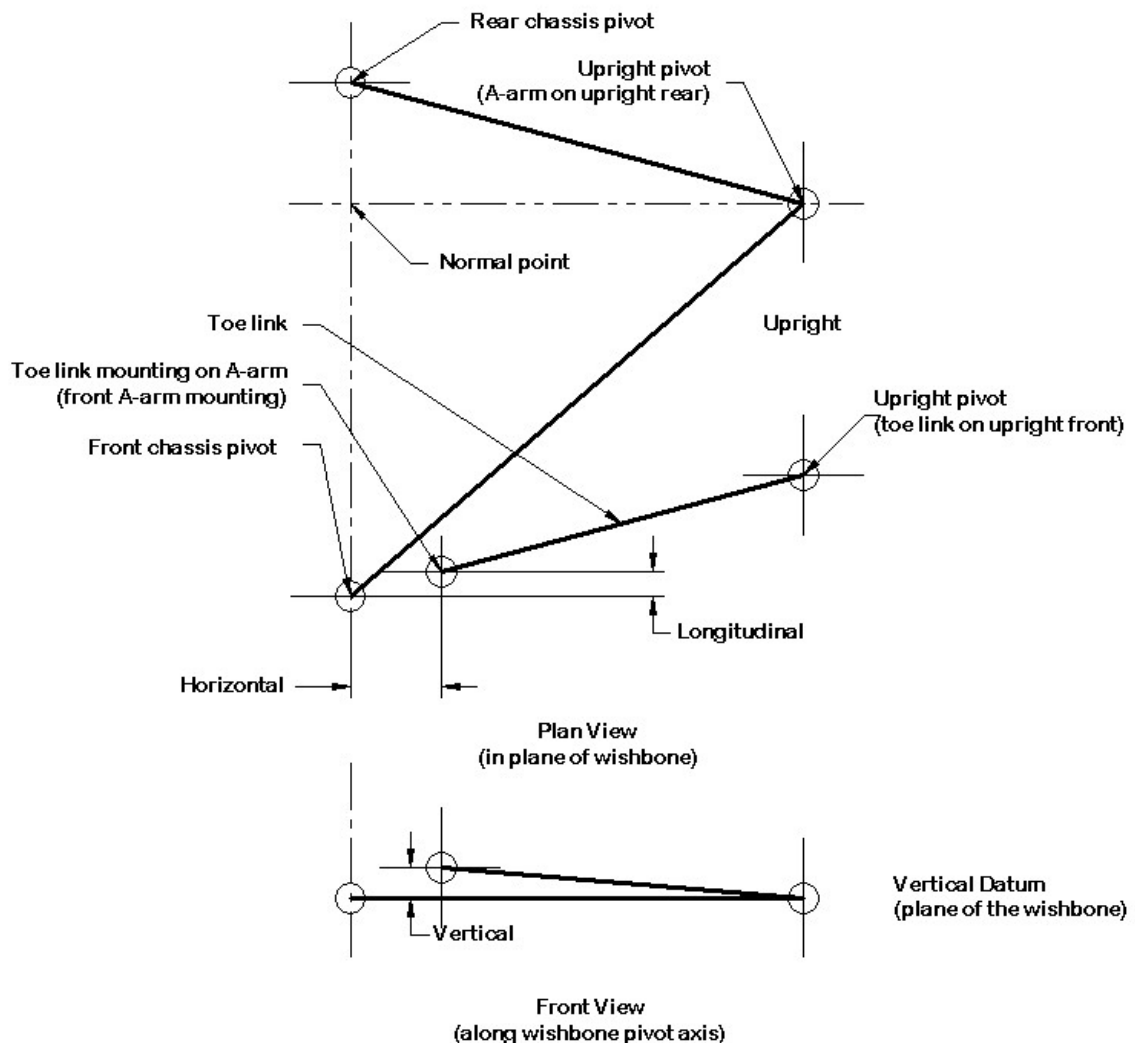 Rear chassis pivot
Upright pivot
(A-arm on upright rear)
Normal point
Toe link
Upright
Toe link mounting on A-arm
(front A-arm mounting)
Upright pivot
(toe link on upright front)
Front chassis pivot
Longitudinal
Horizontal
Plan View
(in plane of wishbone)
Vertical Datum
(plane of the wishbone)
Vertical
Front View
(along wishbone pivot axis)